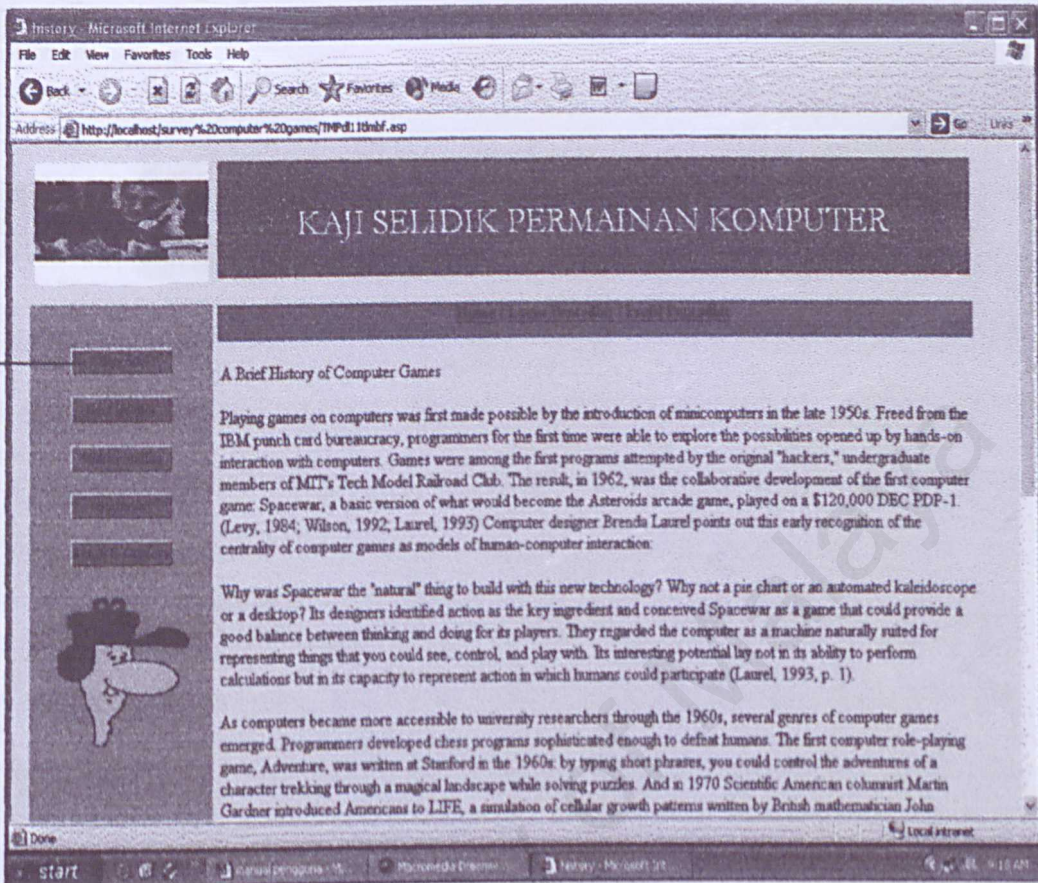 history - Microsoft Internet Explorer
File Edit View Favorites Tools Help
Back Search Favorites Media
Address http://localhost/survey%20computer%20games/TMPdl11tlmbf.asp Go Links
KAJI SELIDIK PERMAINAN KOMPUTER
A Brief History of Computer Games
Playing games on computers was first made possible by the introduction of minicomputers in the late 1950s. Freed from the
IBM punch card bureaucracy, programmers for the first time were able to explore the possibilities opened up by hands-on
interaction with computers. Games were among the first programs attempted by the original "hackers," undergraduate
members of MIT's Tech Model Railroad Club. The result, in 1962, was the collaborative development of the first computer
game: Spacewar, a basic version of what would become the Asteroids arcade game, played on a $120,000 DEC PDP-1.
(Levy, 1984; Wilson, 1992; Laurel, 1993) Computer designer Brenda Laurel points out this early recognition of the
centrality of computer games as models of human-computer interaction:
Why was Spacewar the "natural" thing to build with this new technology? Why not a pie chart or an automated kaleidoscope
or a desktop? Its designers identified action as the key ingredient and conceived Spacewar as a game that could provide a
good balance between thinking and doing for its players. They regarded the computer as a machine naturally suited for
representing things that you could see, control, and play with. Its interesting potential lay not in its ability to perform
calculations but in its capacity to represent action in which humans could participate (Laurel, 1993, p. 1).
As computers became more accessible to university researchers through the 1960s, several genres of computer games
emerged. Programmers developed chess programs sophisticated enough to defeat humans. The first computer role-playing
game, Adventure, was written at Stanford in the 1960s: by typing short phrases, you could control the adventures of a
character trekking through a magical landscape while solving puzzles. And in 1970 Scientific American columnist Martin
Gardner introduced Americans to LIFE, a simulation of cellular growth patterns written by British mathematician John
Done Local intranet
start manual pengguna - M... Macromedia Dreamw... history - Microsoft Int... 9:10 AM
Malaya